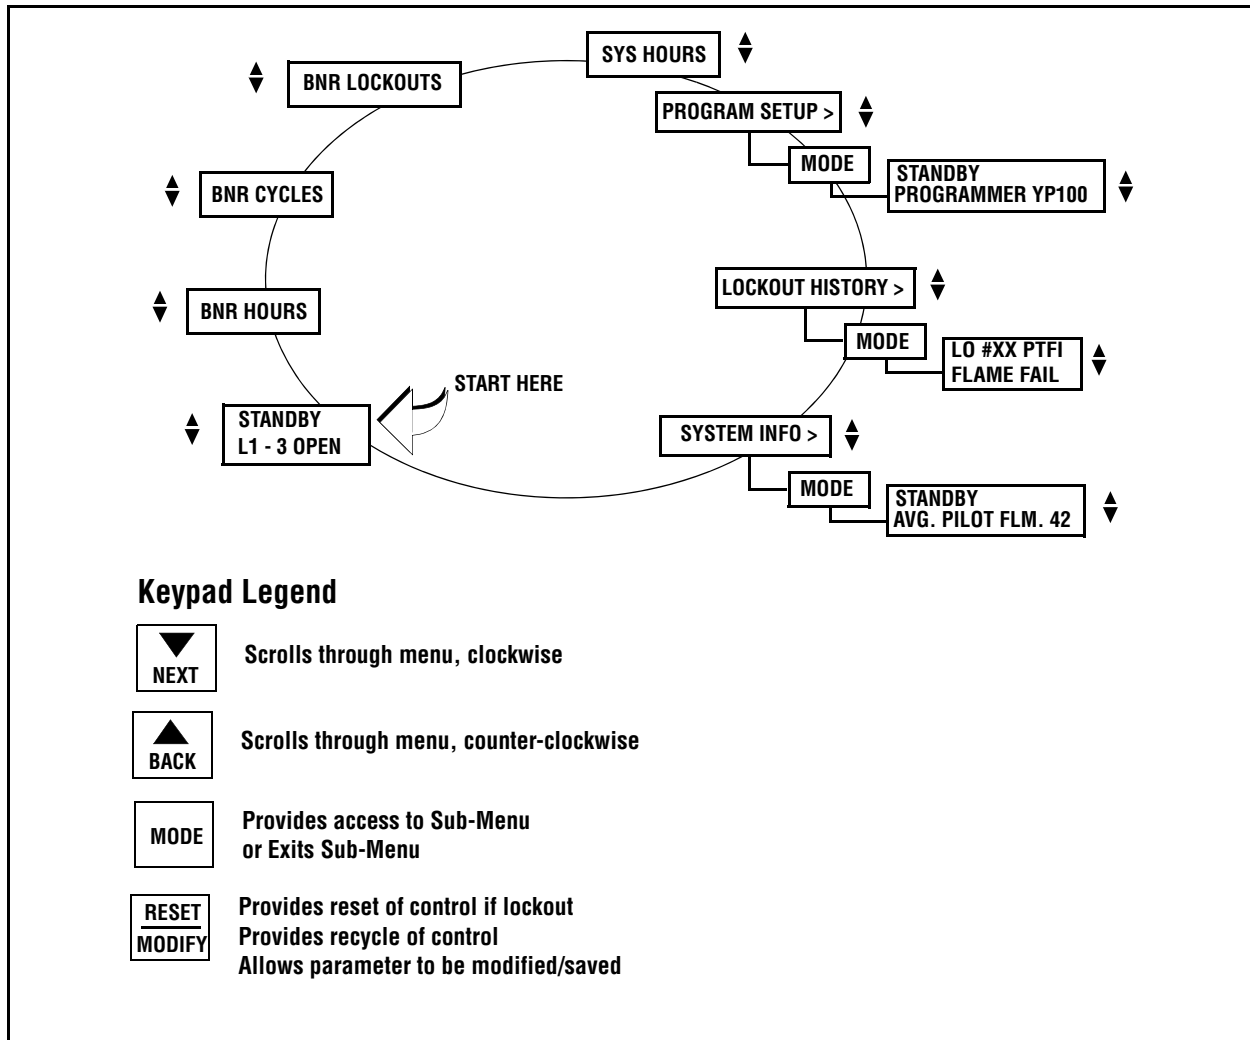 SYS HOURS
BNR LOCKOUTS
PROGRAM SETUP >
MODE
STANDBY
PROGRAMMER YP100
BNR CYCLES
LOCKOUT HISTORY >
MODE
LO #XX PTFI
FLAME FAIL
BNR HOURS
START HERE
STANDBY
L1 - 3 OPEN
SYSTEM INFO >
MODE
STANDBY
AVG. PILOT FLM. 42
Keypad Legend
NEXT
Scrolls through menu, clockwise
BACK
Scrolls through menu, counter-clockwise
MODE
Provides access to Sub-Menu
or Exits Sub-Menu
RESET
MODIFY
Provides reset of control if lockout
Provides recycle of control
Allows parameter to be modified/saved